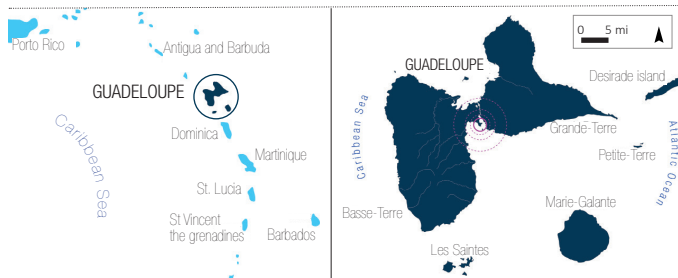 Porto Rico
Antigua and Barbuda
GUADELOUPE
Dominica
Caribbean Sea
Martinique
St. Lucia
St Vincent
the grenadines
Barbados
0 5 mi
GUADELOUPE
Desirade island
Caribbean Sea
Grande-Terre
Atlantic Ocean
Petite-Terre
Marie-Galante
Basse-Terre
Les Saintes